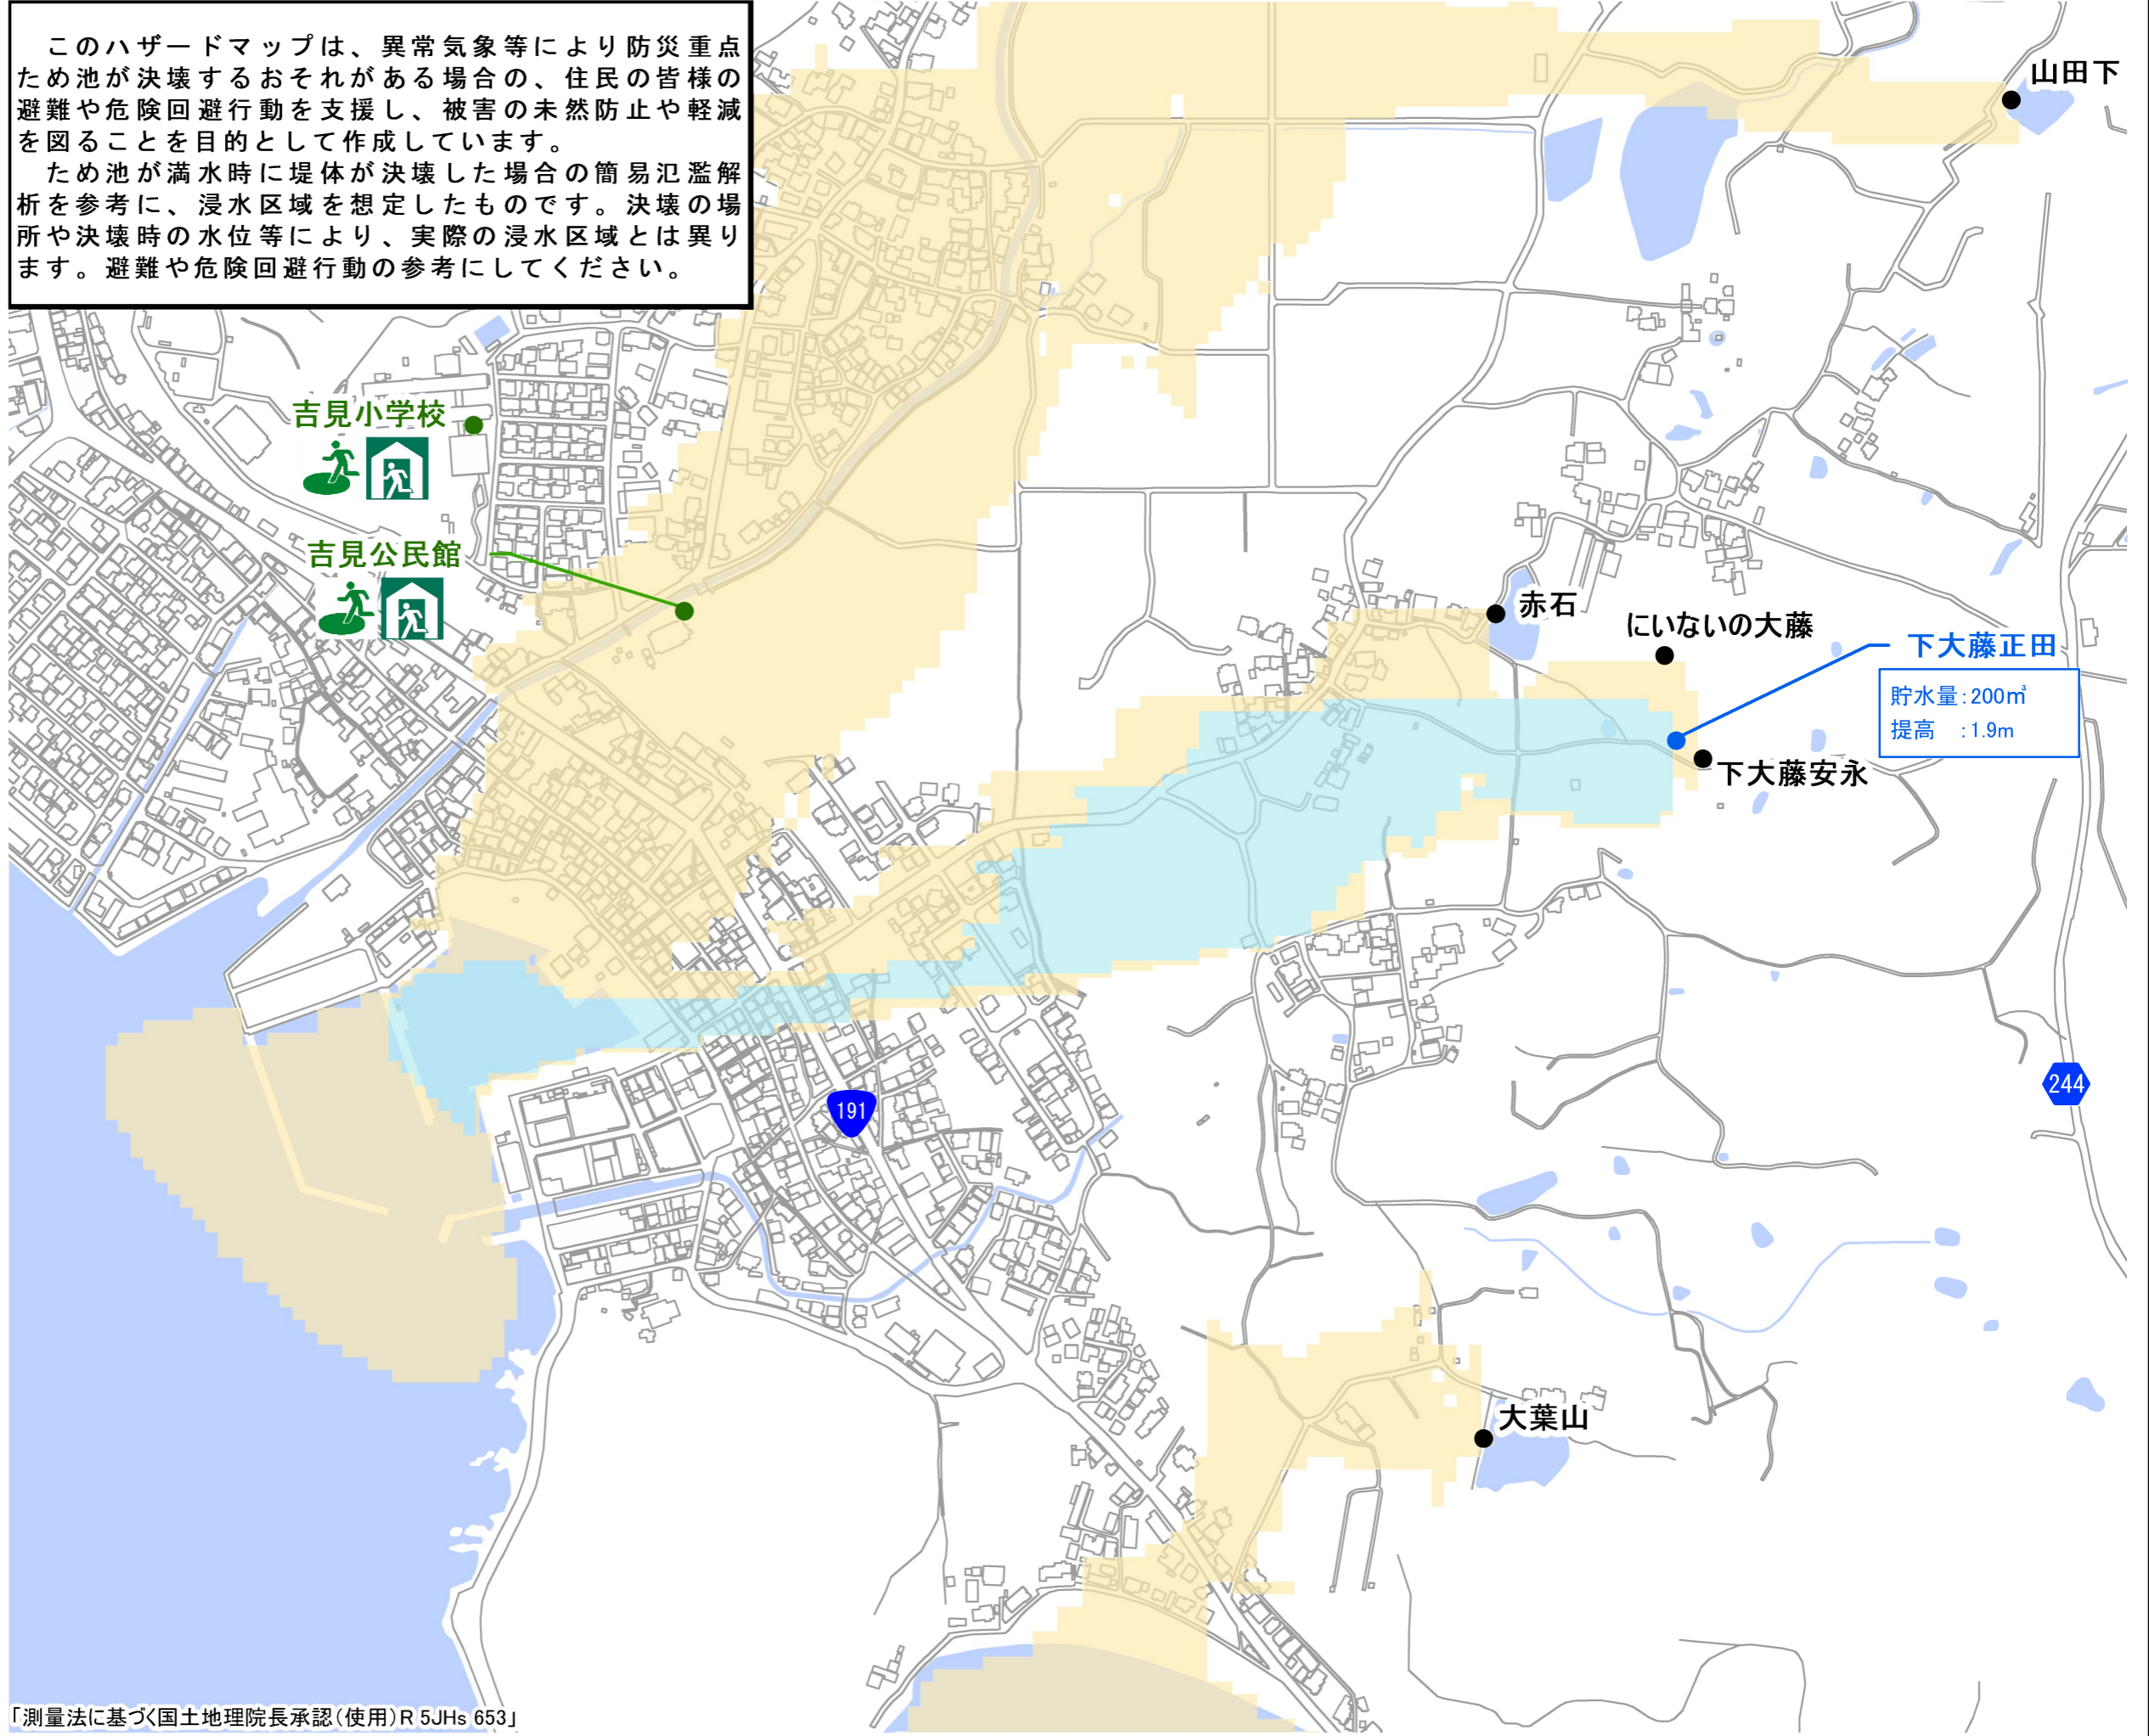 このハザードマップは、異常気象等により防災重点
ため池が決壊するおそれがある場合の、住民の皆様の
避難や危険回避行動を支援し、被害の未然防止や軽減
を図ることを目的として作成しています。
ため池が満水時に堤体が決壊した場合の簡易氾濫解
析を参考に、浸水区域を想定したものです。決壊の場
所や決壊時の水位等により、実際の浸水区域とは異り
ます。避難や危険回避行動の参考にしてください。
山田下
吉見小学校
吉見公民館
赤石
にいないの大藤
下大藤正田
貯水量:200㎥
提高 :1.9m
下大藤安永
244
191
大葉山
「測量法に基づく国土地理院長承認(使用)R 5JHs 653」